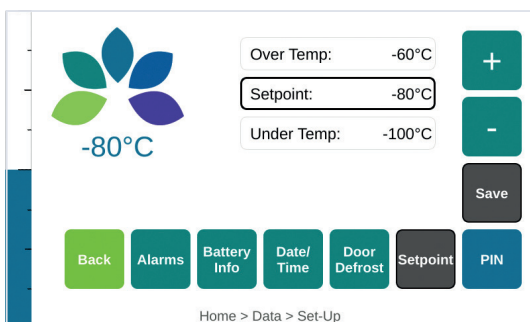 Over Temp: -60°C
+
Setpoint: -80°C
-80°C
Under Temp: -100°C
-
Save
Back
Alarms
Battery
Info
Date/
Time
Door
Defrost
Setpoint
PIN
Home > Data > Set-Up